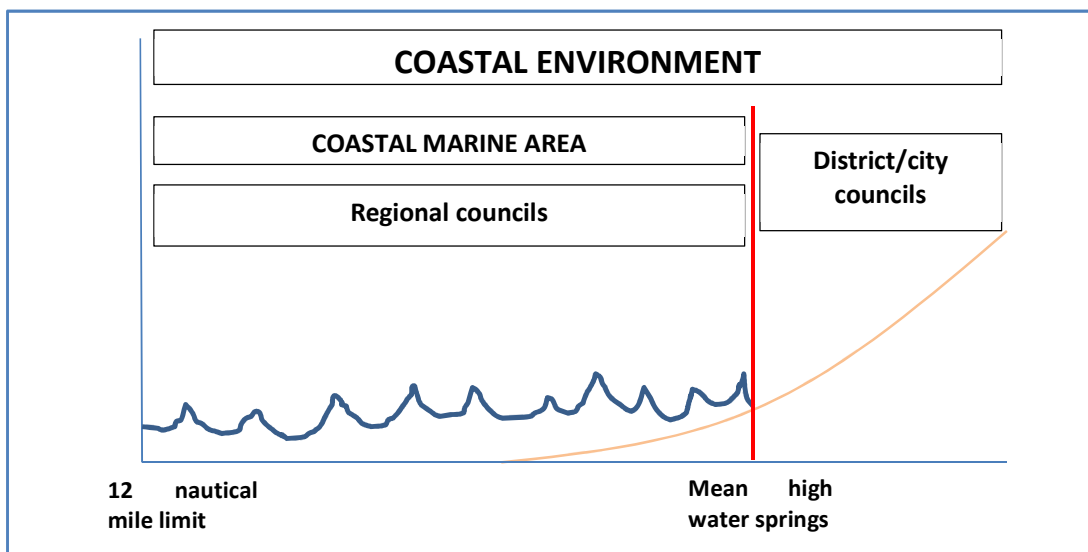 COASTAL ENVIRONMENT
COASTAL MARINE AREA
Regional councils
District/city
councils
12 nautical
mile limit
Mean high
water springs